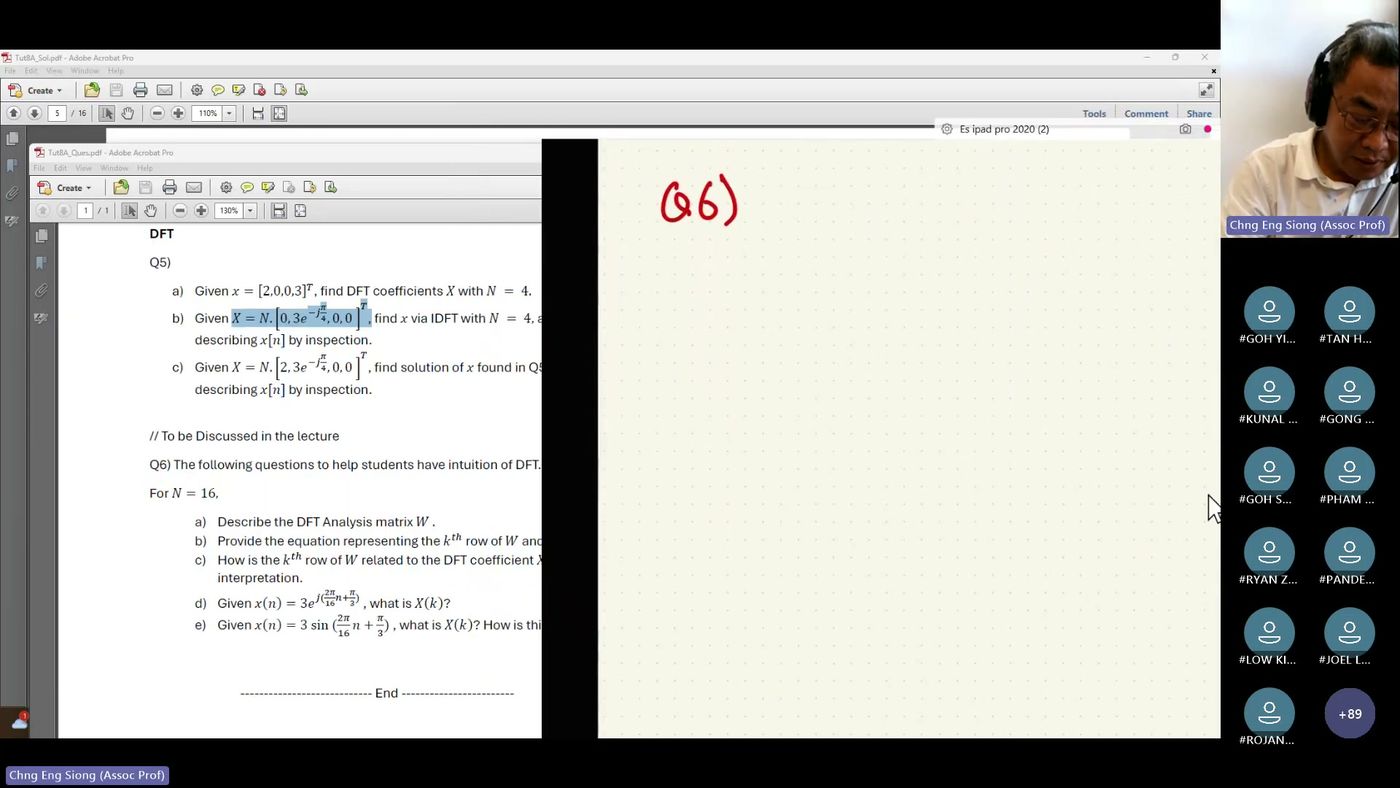 Tut8A_Sol.pdf - Adobe Acrobat Pro
File Edit View Window Help
Create
5 / 16 110%
Tools Comment Share
Es ipad pro 2020 (2)
Tut8A_Ques.pdf - Adobe Acrobat Pro
File Edit View Window Help
Create
1 / 1 130%
DFT
Q5)
a) Given x = [2,0,0,3]^T, find DFT coefficients X with N = 4.
b) Given X = N. [0, 3e^{-jπ/4}, 0, 0]^T, find x via IDFT with N = 4, a
describing x[n] by inspection.
c) Given X = N. [2, 3e^{-jπ/4}, 0, 0]^T, find solution of x found in Q5
describing x[n] by inspection.
// To be Discussed in the lecture
Q6) The following questions to help students have intuition of DFT.
For N = 16,
a) Describe the DFT Analysis matrix W .
b) Provide the equation representing the k^th row of W and
c) How is the k^th row of W related to the DFT coefficient X
interpretation.
d) Given x(n) = 3e^{j(2π/16 n+π/3)} , what is X(k)?
e) Given x(n) = 3 sin (2π/16 n + π/3) , what is X(k)? How is thi
---------------------------- End ------------------------
Q6)
Chng Eng Siong (Assoc Prof)
#GOH YI... #TAN H...
#KUNAL ... #GONG ...
#GOH S... #PHAM ...
#RYAN Z... #PANDE...
#LOW KI... #JOEL L...
#ROJAN... +89
1
Chng Eng Siong (Assoc Prof)